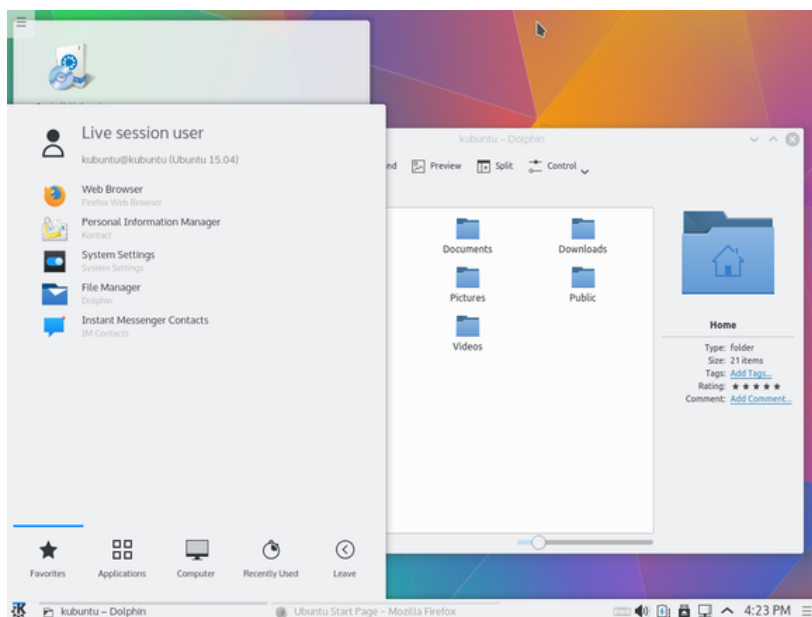 Live session user
kubuntu@kubuntu (Ubuntu 15.04)
Web Browser
Firefox Web Browser
Personal Information Manager
Kontact
System Settings
System Settings
File Manager
Dolphin
Instant Messenger Contacts
IM Contacts
Favorites Applications Computer Recently Used Leave
kubuntu – Dolphin
Preview Split Control
Documents Downloads
Pictures Public
Videos
Home
Type: folder
Size: 21 items
Tags: Add Tags...
Rating:
Comment: Add Comment...
kubuntu – Dolphin Ubuntu Start Page – Mozilla Firefox 4:23 PM